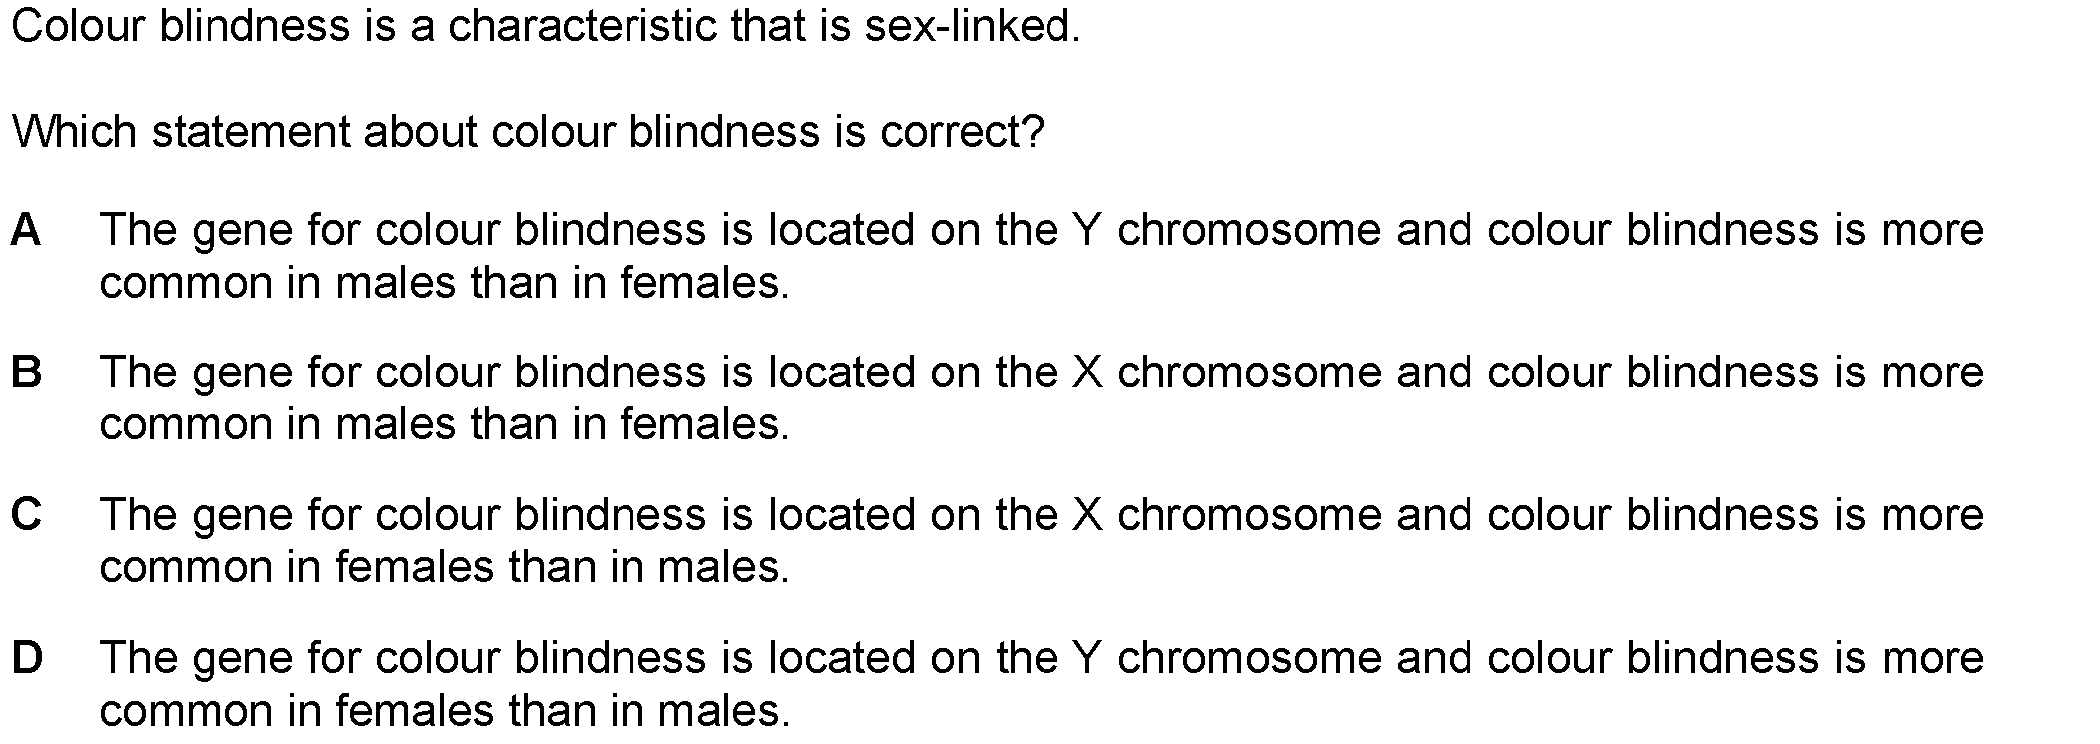 Colour blindness is a characteristic that is sex-linked.
Which statement about colour blindness is correct?
A The gene for colour blindness is located on the Y chromosome and colour blindness is more
common in males than in females.
B The gene for colour blindness is located on the X chromosome and colour blindness is more
common in males than in females.
C The gene for colour blindness is located on the X chromosome and colour blindness is more
common in females than in males.
D The gene for colour blindness is located on the Y chromosome and colour blindness is more
common in females than in males.